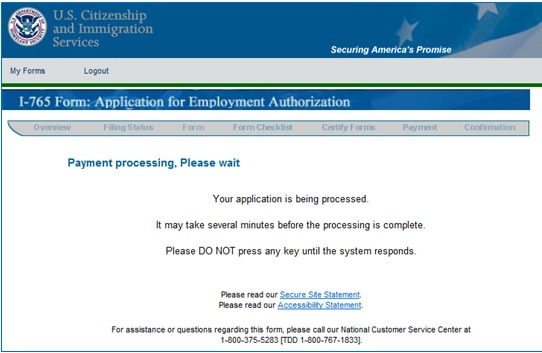 U.S. Citizenship
and Immigration
Services
Securing America's Promise
My Forms Logout
I-765 Form: Application for Employment Authorization
Overview Filing Status Form Form Checklist Certify Forms Payment Confirmation
Payment processing, Please wait
Your application is being processed.
It may take several minutes before the processing is complete.
Please DO NOT press any key until the system responds.
Please read our Secure Site Statement.
Please read our Accessibility Statement.
For assistance or questions regarding this form, please call our National Customer Service Center at
1-800-375-5283 [TDD 1-800-767-1833].